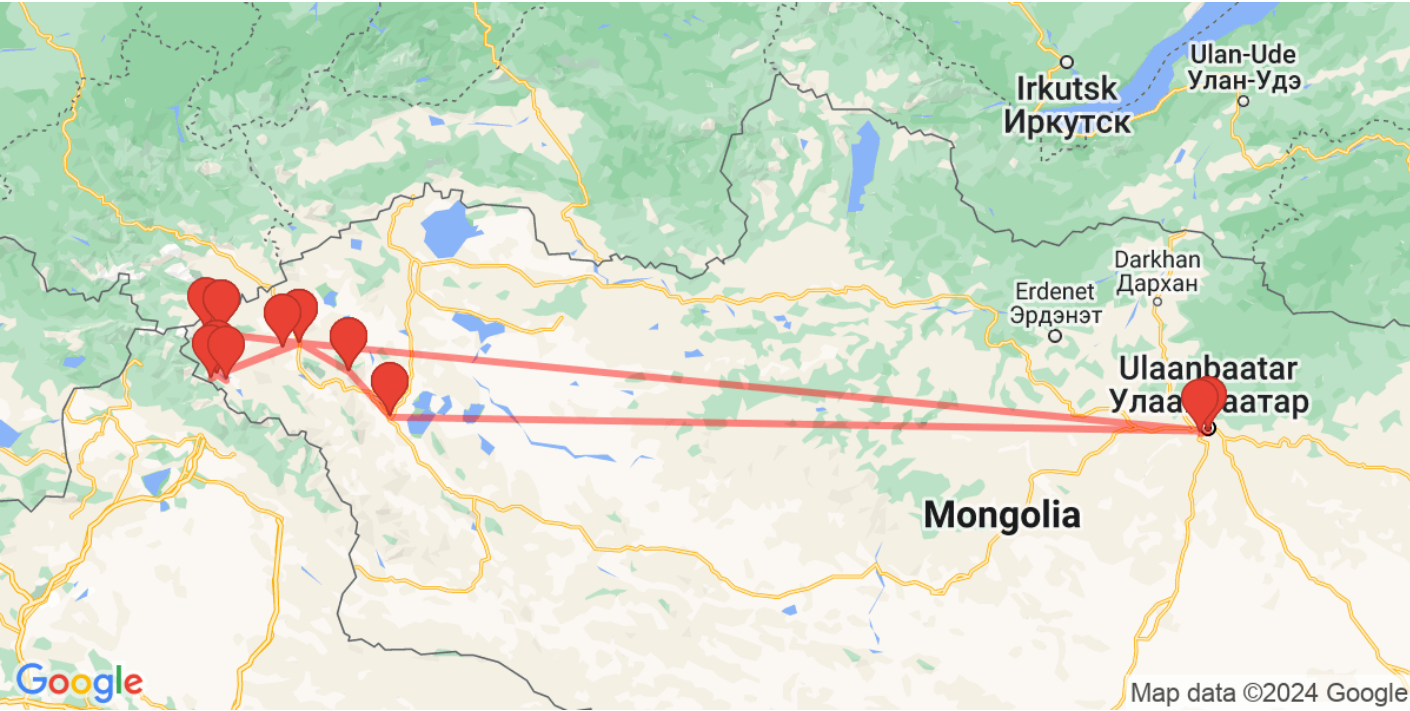 Ulan-Ude
Улан-Удэ
Irkutsk
Иркутск
Darkhan
Дархан
Erdenet
Эрдэнэт
Ulaanbaatar
Mongolia
Google
Map data ©2024 Google